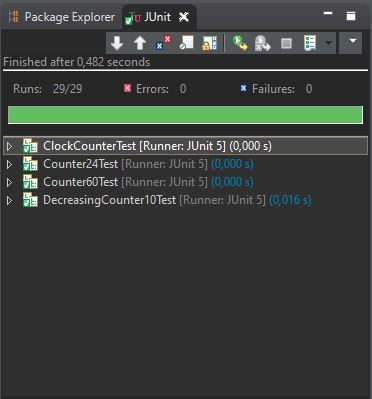 Package Explorer JUnit
Finished after 0,482 seconds
Runs: 29/29 Errors: 0 Failures: 0
ClockCounterTest [Runner: JUnit 5] (0,000 s)
Counter24Test [Runner: JUnit 5] (0,000 s)
Counter60Test [Runner: JUnit 5] (0,000 s)
DecreasingCounter10Test [Runner: JUnit 5] (0,016 s)